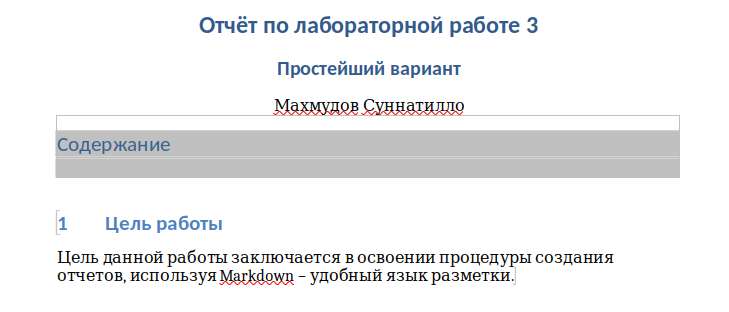 Отчёт по лабораторной работе 3
Простейший вариант
Махмудов Суннатилло
Содержание
1 Цель работы
Цель данной работы заключается в освоении процедуры создания
отчетов, используя Markdown – удобный язык разметки.